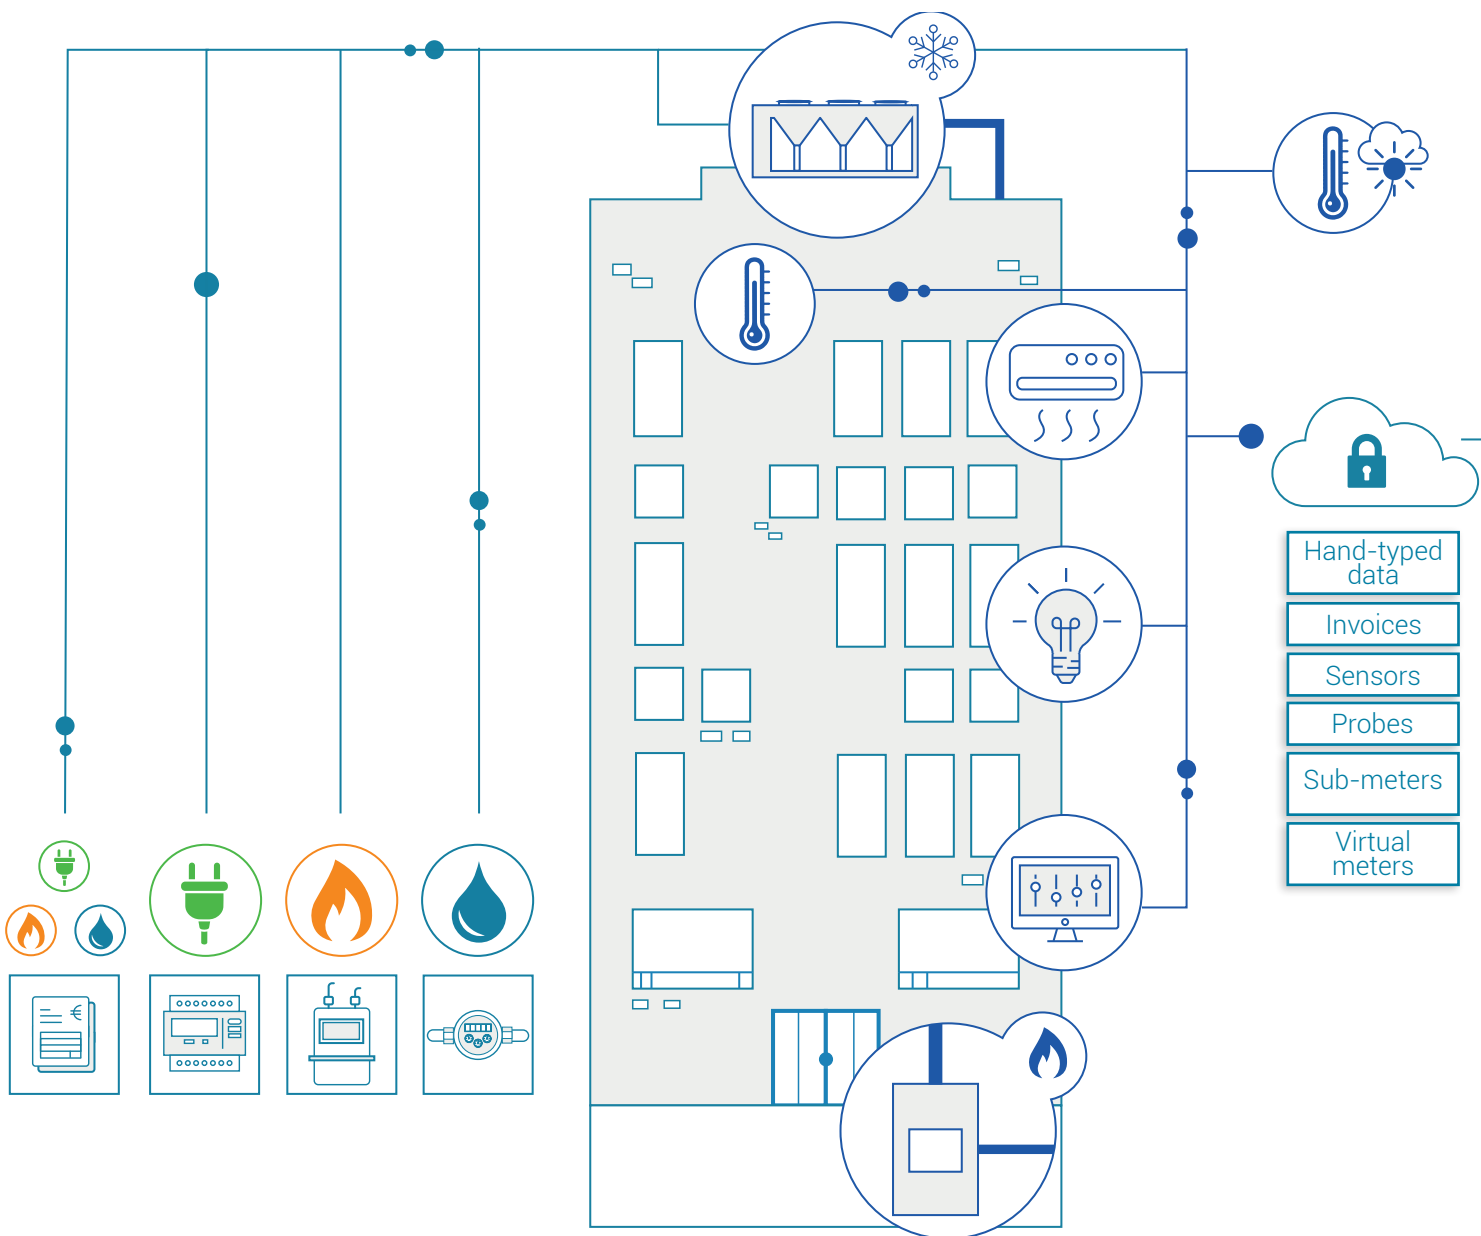 Hand-typed
data
Invoices
Sensors
Probes
Sub-meters
Virtual
meters